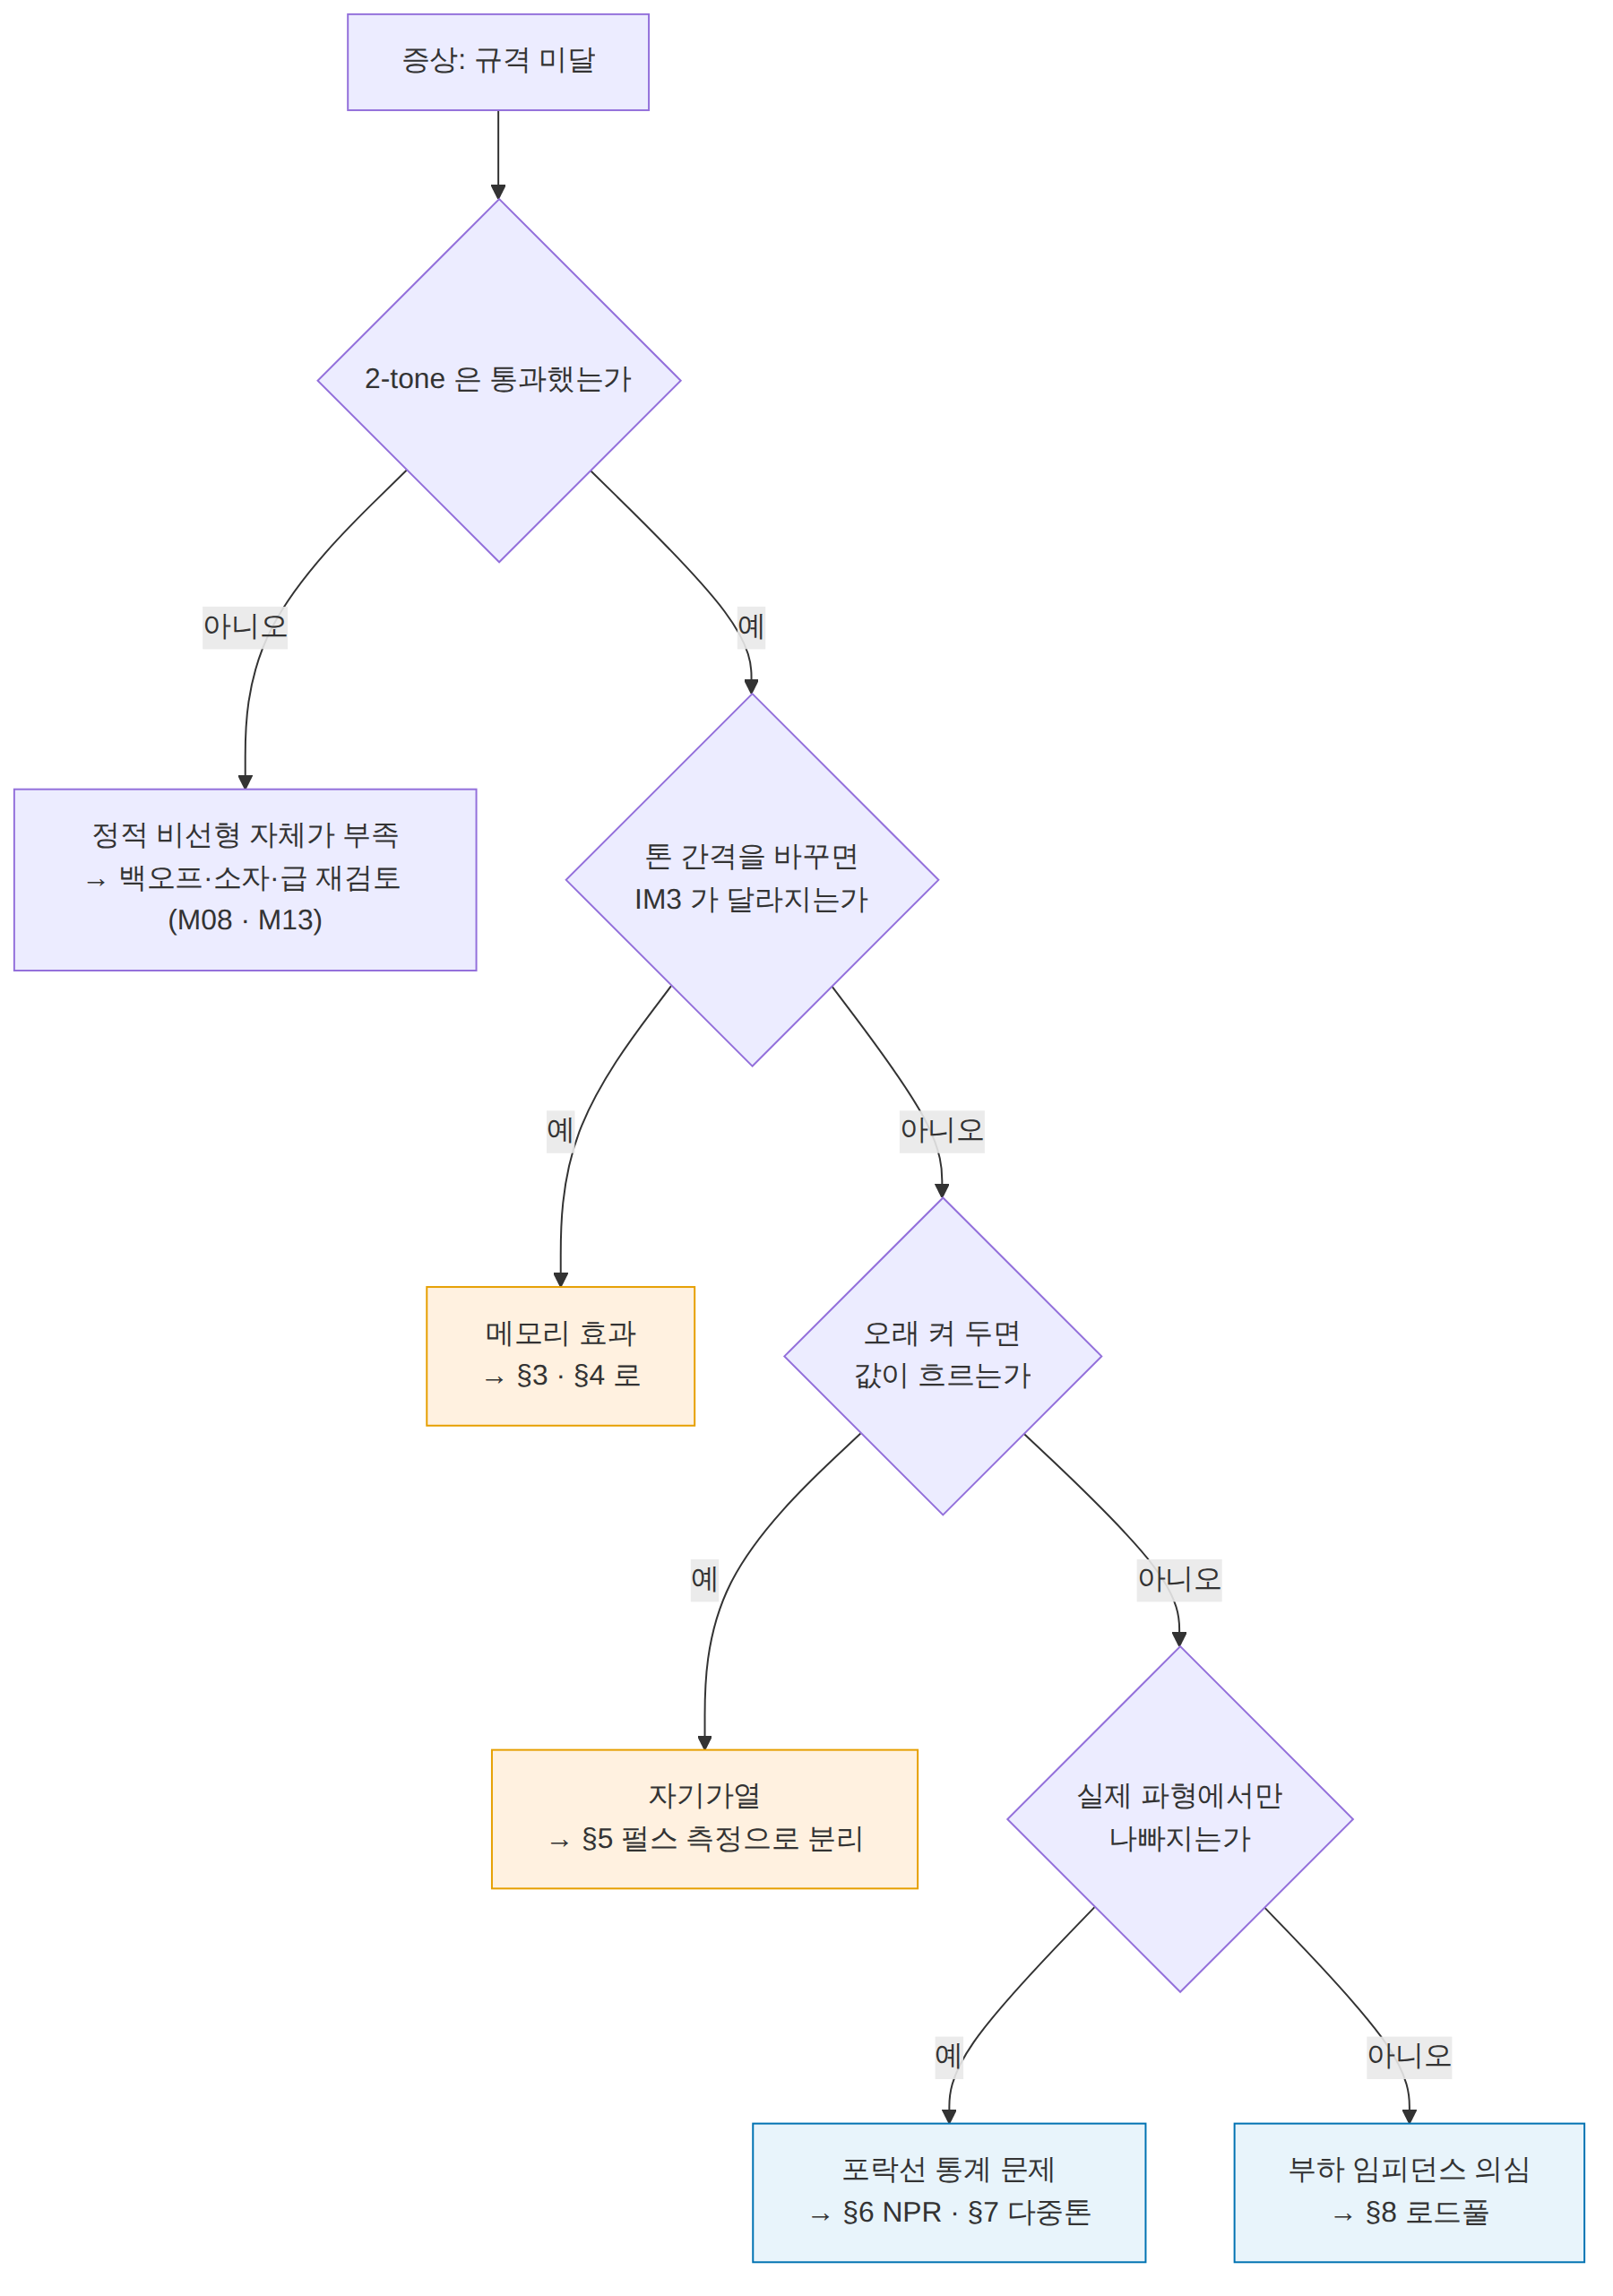 증상: 규격 미달
2-tone 은 통과했는가
아니오
예
정적 비선형 자체가 부족
→ 백오프·소자·급 재검토
(M08 · M13)
톤 간격을 바꾸면
IM3 가 달라지는가
예
아니오
메모리 효과
→ §3 · §4 로
오래 켜 두면
값이 흐르는가
예
아니오
자기가열
→ §5 펄스 측정으로 분리
실제 파형에서만
나빠지는가
예
아니오
포락선 통계 문제
→ §6 NPR · §7 다중톤
부하 임피던스 의심
→ §8 로드풀